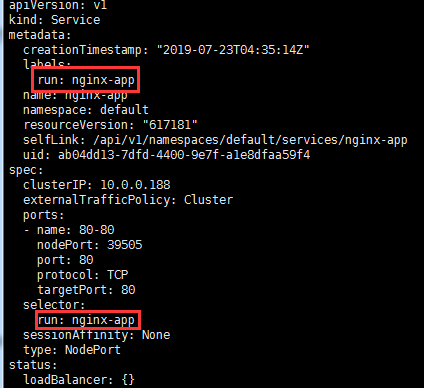 apiVersion: v1
kind: Service
metadata:
  creationTimestamp: "2019-07-23T04:35:14Z"
  labels:
    run: nginx-app
  name: nginx-app
  namespace: default
  resourceVersion: "617181"
  selfLink: /api/v1/namespaces/default/services/nginx-app
  uid: ab04dd13-7dfd-4400-9e7f-a1e8dfaa59f4
spec:
  clusterIP: 10.0.0.188
  externalTrafficPolicy: Cluster
  ports:
  - name: 80-80
    nodePort: 39505
    port: 80
    protocol: TCP
    targetPort: 80
  selector:
    run: nginx-app
  sessionAffinity: None
  type: NodePort
status:
  loadBalancer: {}